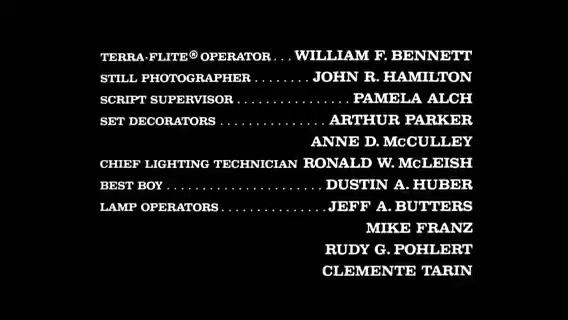 TERRA-FLITE® OPERATOR . . . WILLIAM F. BENNETT
STILL PHOTOGRAPHER . . . . . . . . JOHN R. HAMILTON
SCRIPT SUPERVISOR . . . . . . . . . . . . . . . . PAMELA ALCH
SET DECORATORS . . . . . . . . . . . . . . . ARTHUR PARKER
ANNE D. McCULLEY
CHIEF LIGHTING TECHNICIAN RONALD W. McLEISH
BEST BOY . . . . . . . . . . . . . . . . . . . . . . DUSTIN A. HUBER
LAMP OPERATORS . . . . . . . . . . . . . . . JEFF A. BUTTERS
MIKE FRANZ
RUDY G. POHLERT
CLEMENTE TARIN